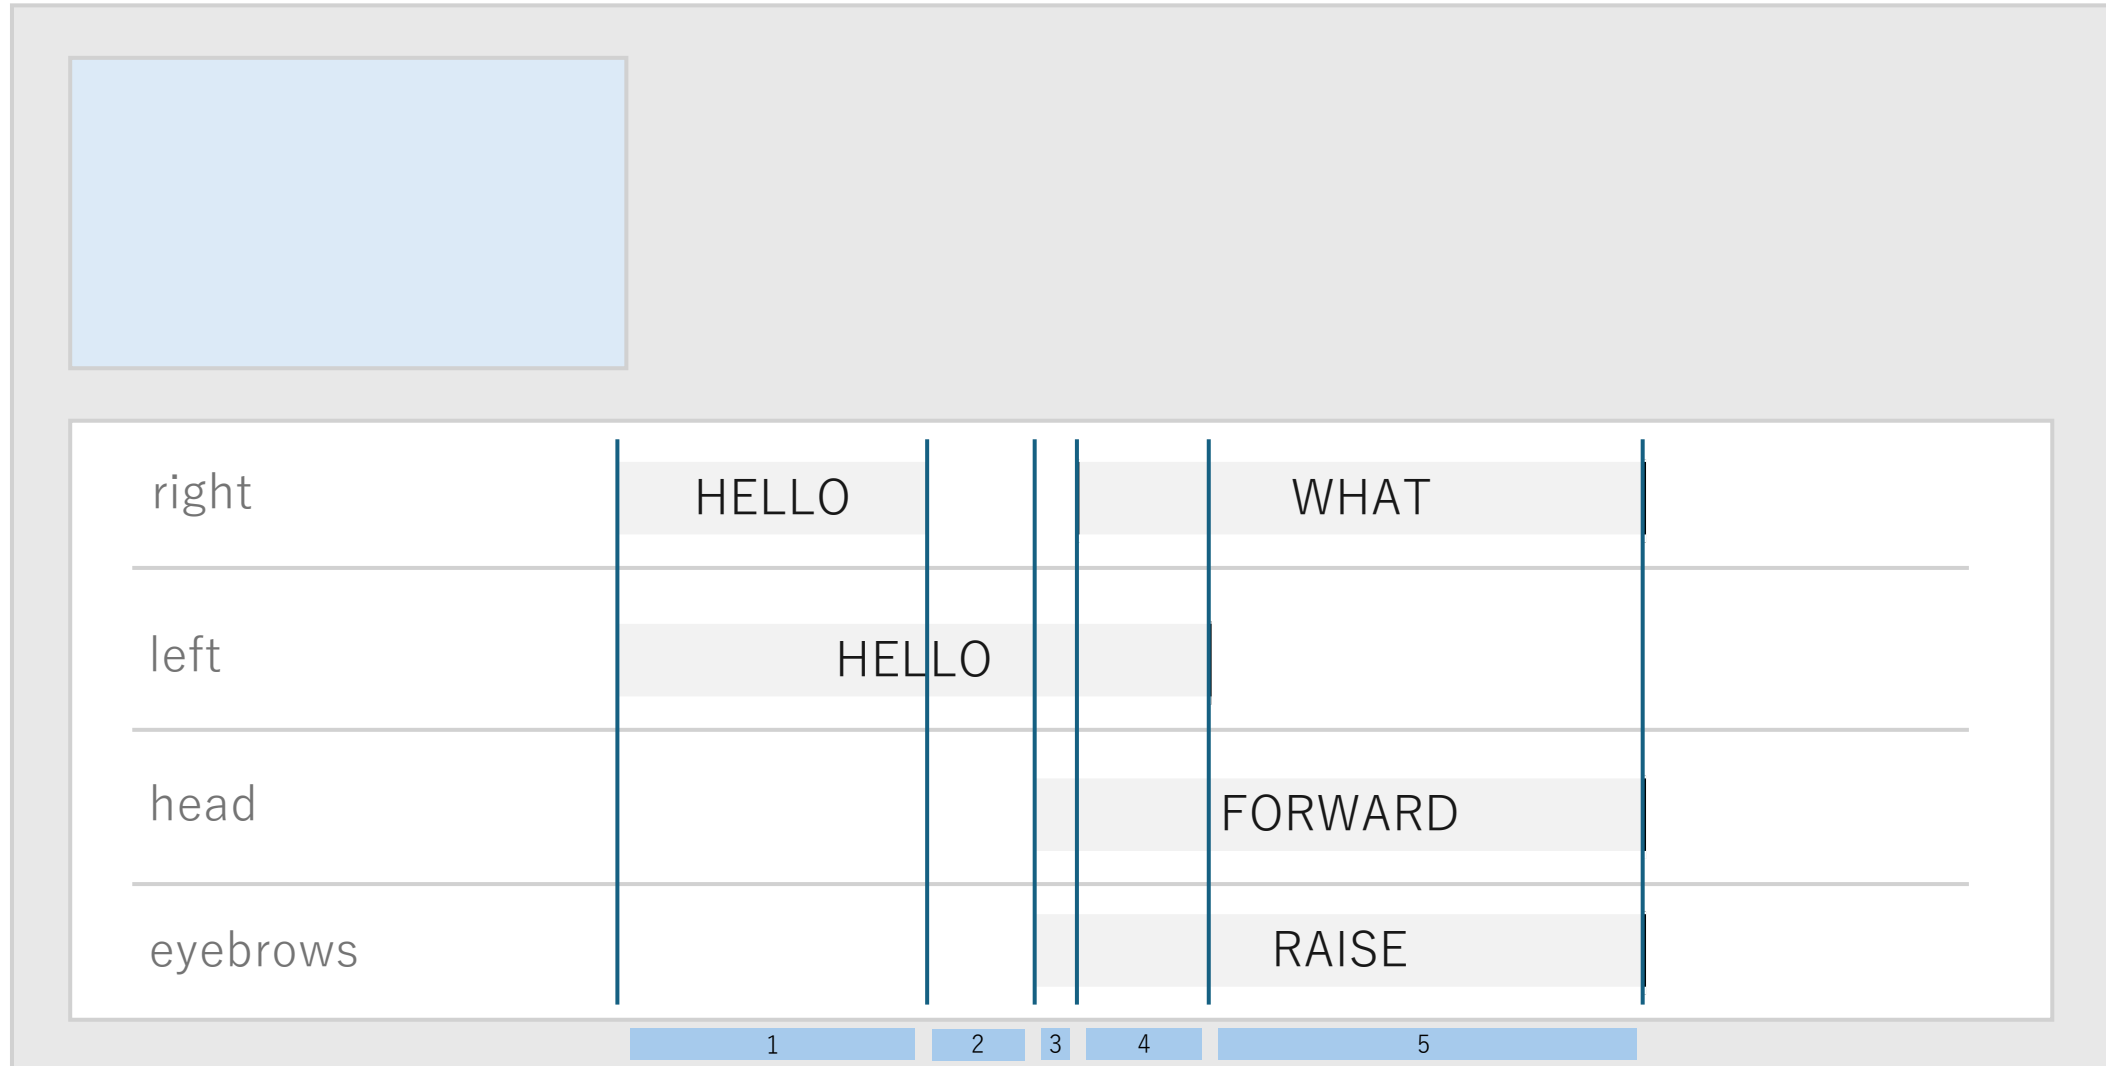 right HELLO WHAT
left HELLO
head FORWARD
eyebrows RAISE
1 2 3 4 5